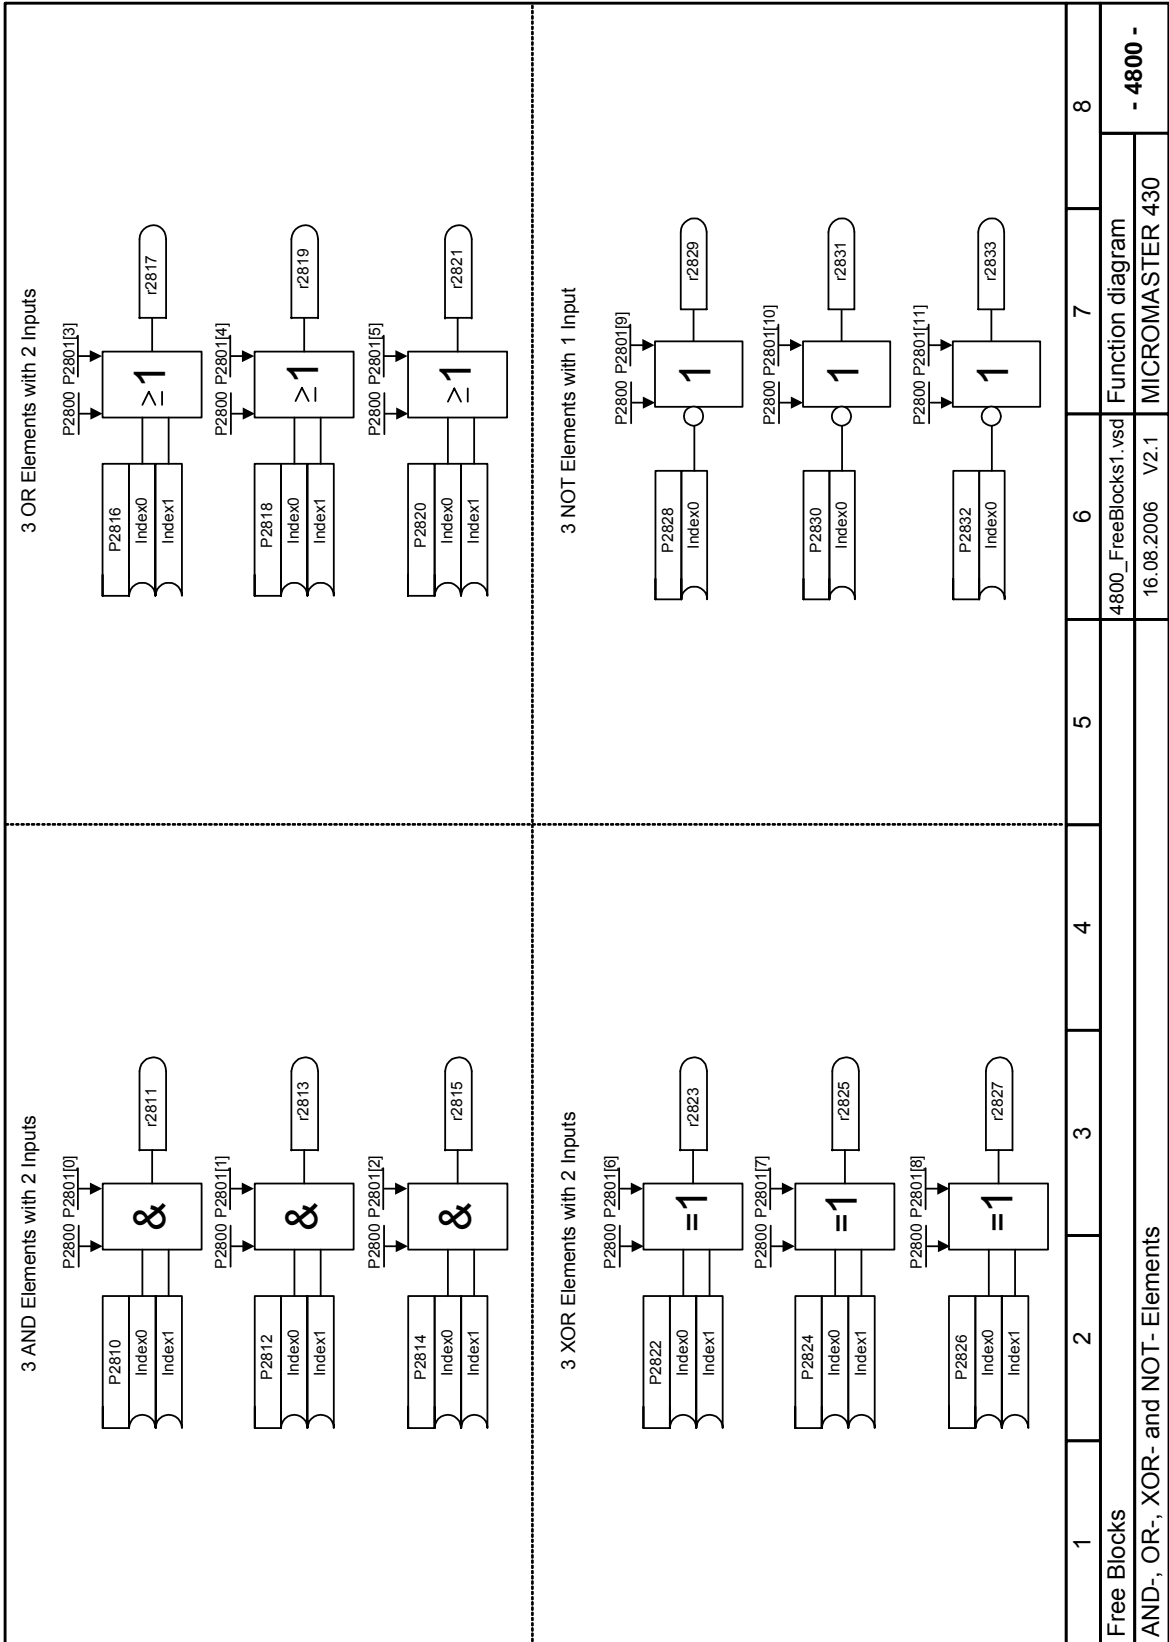 3 AND Elements with 2 Inputs
P2800 P2801[0]
P2810
Index0
Index1
&
r2811
P2800 P2801[1]
P2812
Index0
Index1
&
r2813
P2800 P2801[2]
P2814
Index0
Index1
&
r2815
3 OR Elements with 2 Inputs
P2800 P2801[3]
P2816
Index0
Index1
≥1
r2817
P2800 P2801[4]
P2818
Index0
Index1
≥1
r2819
P2800 P2801[5]
P2820
Index0
Index1
≥1
r2821
3 XOR Elements with 2 Inputs
P2800 P2801[6]
P2822
Index0
Index1
=1
r2823
P2800 P2801[7]
P2824
Index0
Index1
=1
r2825
P2800 P2801[8]
P2826
Index0
Index1
=1
r2827
3 NOT Elements with 1 Input
P2800 P2801[9]
P2828
Index0
1
r2829
P2800 P2801[10]
P2830
Index0
1
r2831
P2800 P2801[11]
P2832
Index0
1
r2833
1 2 3 4 5 6 7 8
Free Blocks 4800_FreeBlocks1.vsd Function diagram - 4800 -
AND-, OR-, XOR- and NOT- Elements 16.08.2006 V2.1 MICROMASTER 430